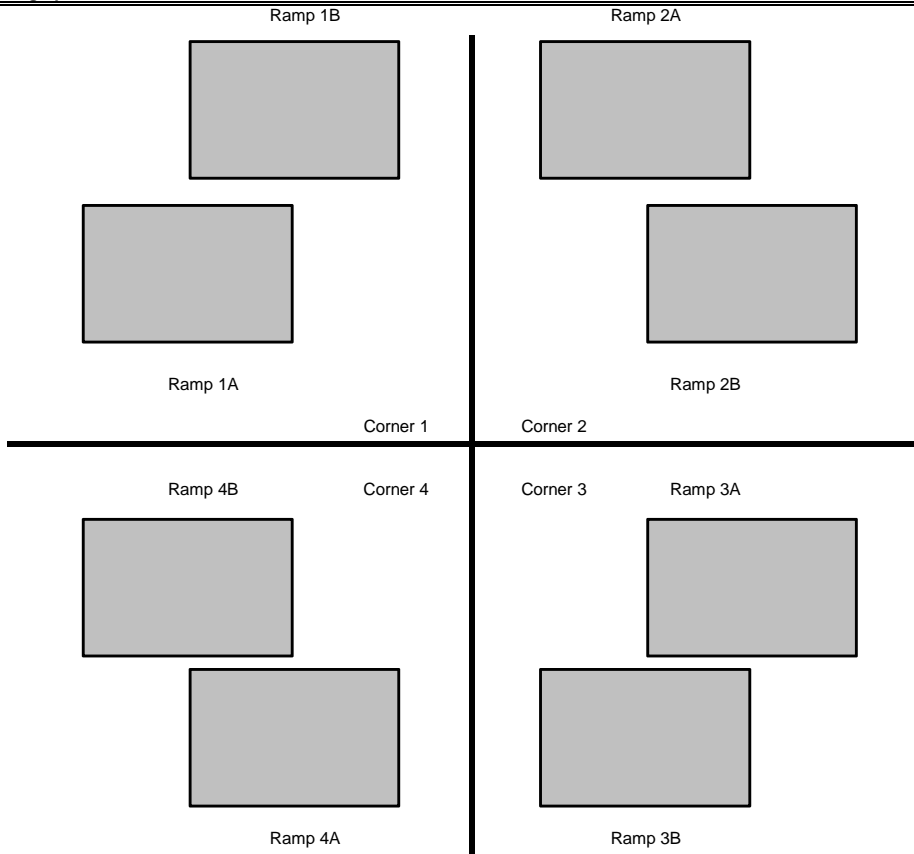 Ramp 1B Ramp 2A
Ramp 1A Ramp 2B
Corner 1 Corner 2
Ramp 4B Corner 4 Corner 3 Ramp 3A
Ramp 4A Ramp 3B